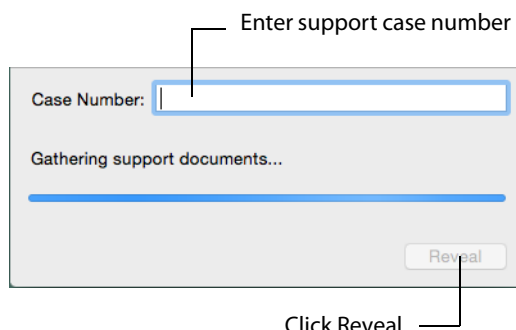 Enter support case number
Case Number:
Gathering support documents...
Reveal
Click Reveal